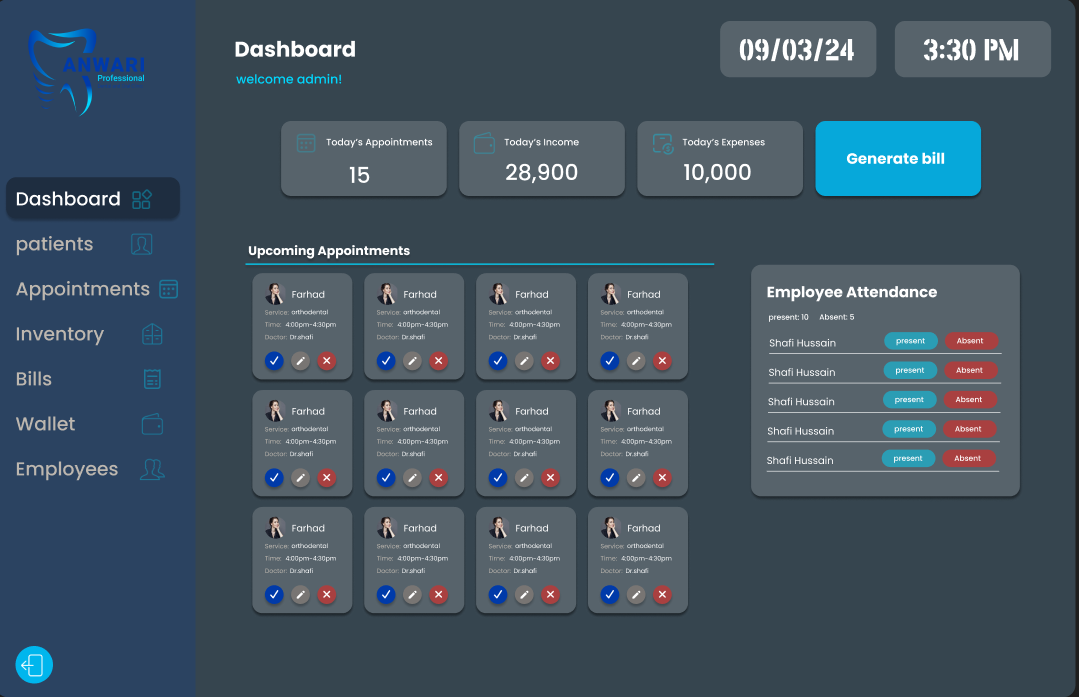 ANWARI
Professional
Dashboard
patients
Appointments
Inventory
Bills
Wallet
Employees
Dashboard
welcome admin!
09/03/24
3:30 PM
Today's Appointments
15
Today's Income
28,900
Today's Expenses
10,000
Generate bill
Upcoming Appointments
Farhad
Service: orthodental
Time: 4:00pm-4:30pm
Doctor: Dr.shafi
Farhad
Service: orthodental
Time: 4:00pm-4:30pm
Doctor: Dr.shafi
Farhad
Service: orthodental
Time: 4:00pm-4:30pm
Doctor: Dr.shafi
Farhad
Service: orthodental
Time: 4:00pm-4:30pm
Doctor: Dr.shafi
Farhad
Service: orthodental
Time: 4:00pm-4:30pm
Doctor: Dr.shafi
Farhad
Service: orthodental
Time: 4:00pm-4:30pm
Doctor: Dr.shafi
Farhad
Service: orthodental
Time: 4:00pm-4:30pm
Doctor: Dr.shafi
Farhad
Service: orthodental
Time: 4:00pm-4:30pm
Doctor: Dr.shafi
Farhad
Service: orthodental
Time: 4:00pm-4:30pm
Doctor: Dr.shafi
Farhad
Service: orthodental
Time: 4:00pm-4:30pm
Doctor: Dr.shafi
Farhad
Service: orthodental
Time: 4:00pm-4:30pm
Doctor: Dr.shafi
Farhad
Service: orthodental
Time: 4:00pm-4:30pm
Doctor: Dr.shafi
Employee Attendance
present: 10 Absent: 5
Shafi Hussain present Absent
Shafi Hussain present Absent
Shafi Hussain present Absent
Shafi Hussain present Absent
Shafi Hussain present Absent